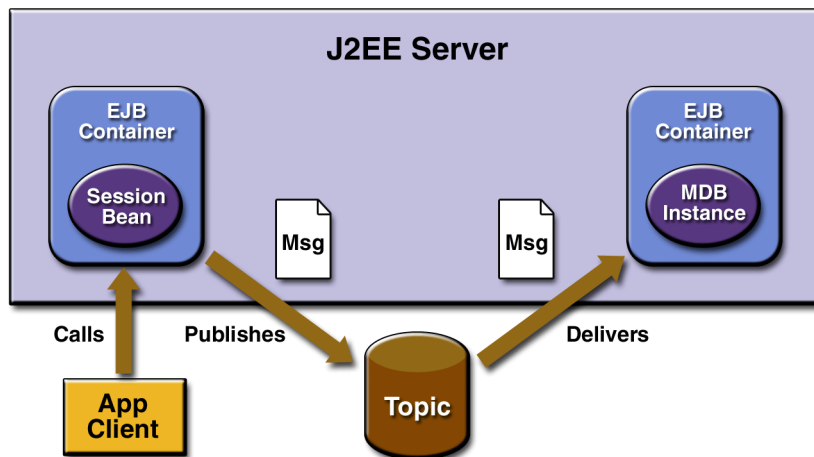 J2EE Server
EJB
Container
Session
Bean
Msg
Msg
EJB
Container
MDB
Instance
Calls
Publishes
Delivers
App
Client
Topic